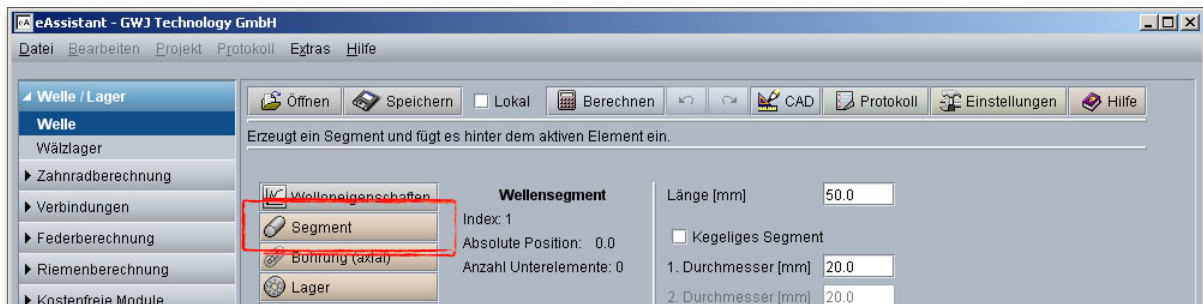 eA eAssistant - GWJ Technology GmbH
Datei Bearbeiten Projekt Protokoll Extras Hilfe
Welle / Lager
Welle
Wälzlager
Zahnradberechnung
Verbindungen
Federberechnung
Riemenberechnung
Kostenfreie Module
Öffnen Speichern Lokal Berechnen CAD Protokoll Einstellungen Hilfe
Erzeugt ein Segment und fügt es hinter dem aktiven Element ein.
Welleneigenschaften
Segment
Bohrung (axial)
Lager
Wellensegment
Index: 1
Absolute Position: 0.0
Anzahl Unterelemente: 0
Länge [mm] 50.0
Kegeliges Segment
1. Durchmesser [mm] 20.0
2. Durchmesser [mm] 20.0